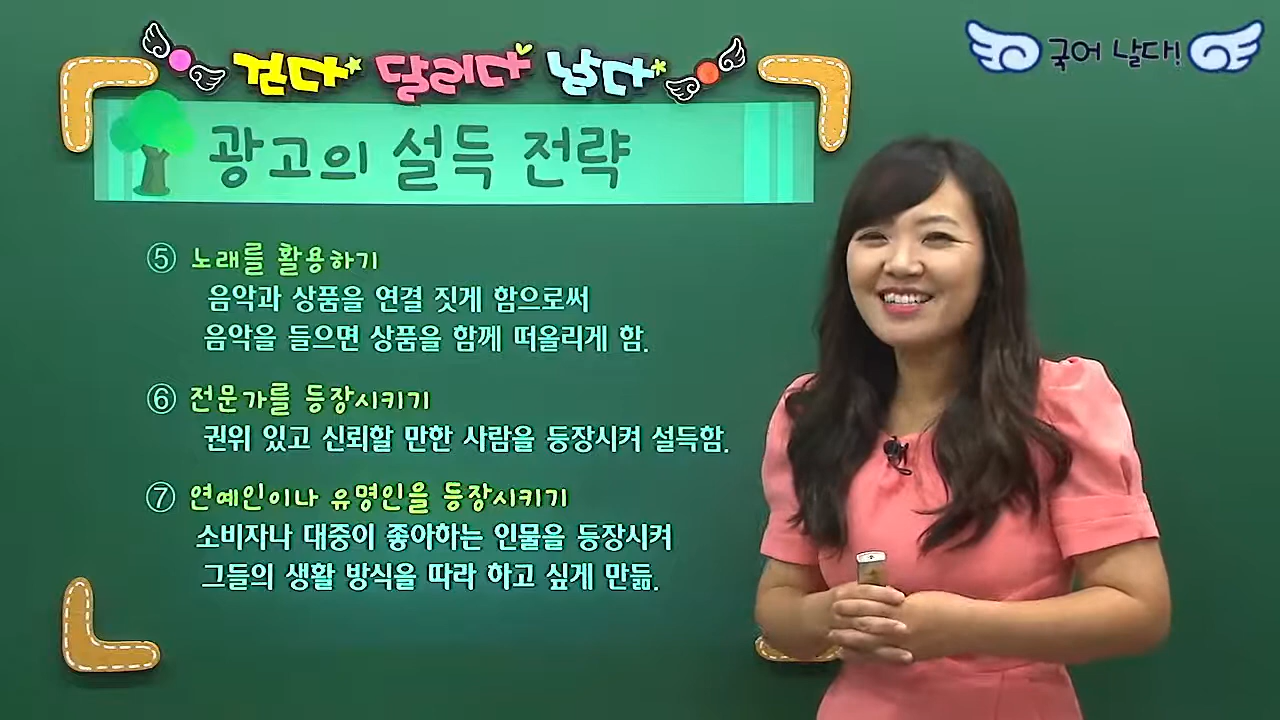 걷다 달리다 날다
국어 날다!
광고의 설득 전략
⑤ 노래를 활용하기
음악과 상품을 연결 짓게 함으로써
음악을 들으면 상품을 함께 떠올리게 함.
⑥ 전문가를 등장시키기
권위 있고 신뢰할 만한 사람을 등장시켜 설득함.
⑦ 연예인이나 유명인을 등장시키기
소비자나 대중이 좋아하는 인물을 등장시켜
그들의 생활 방식을 따라 하고 싶게 만듦.